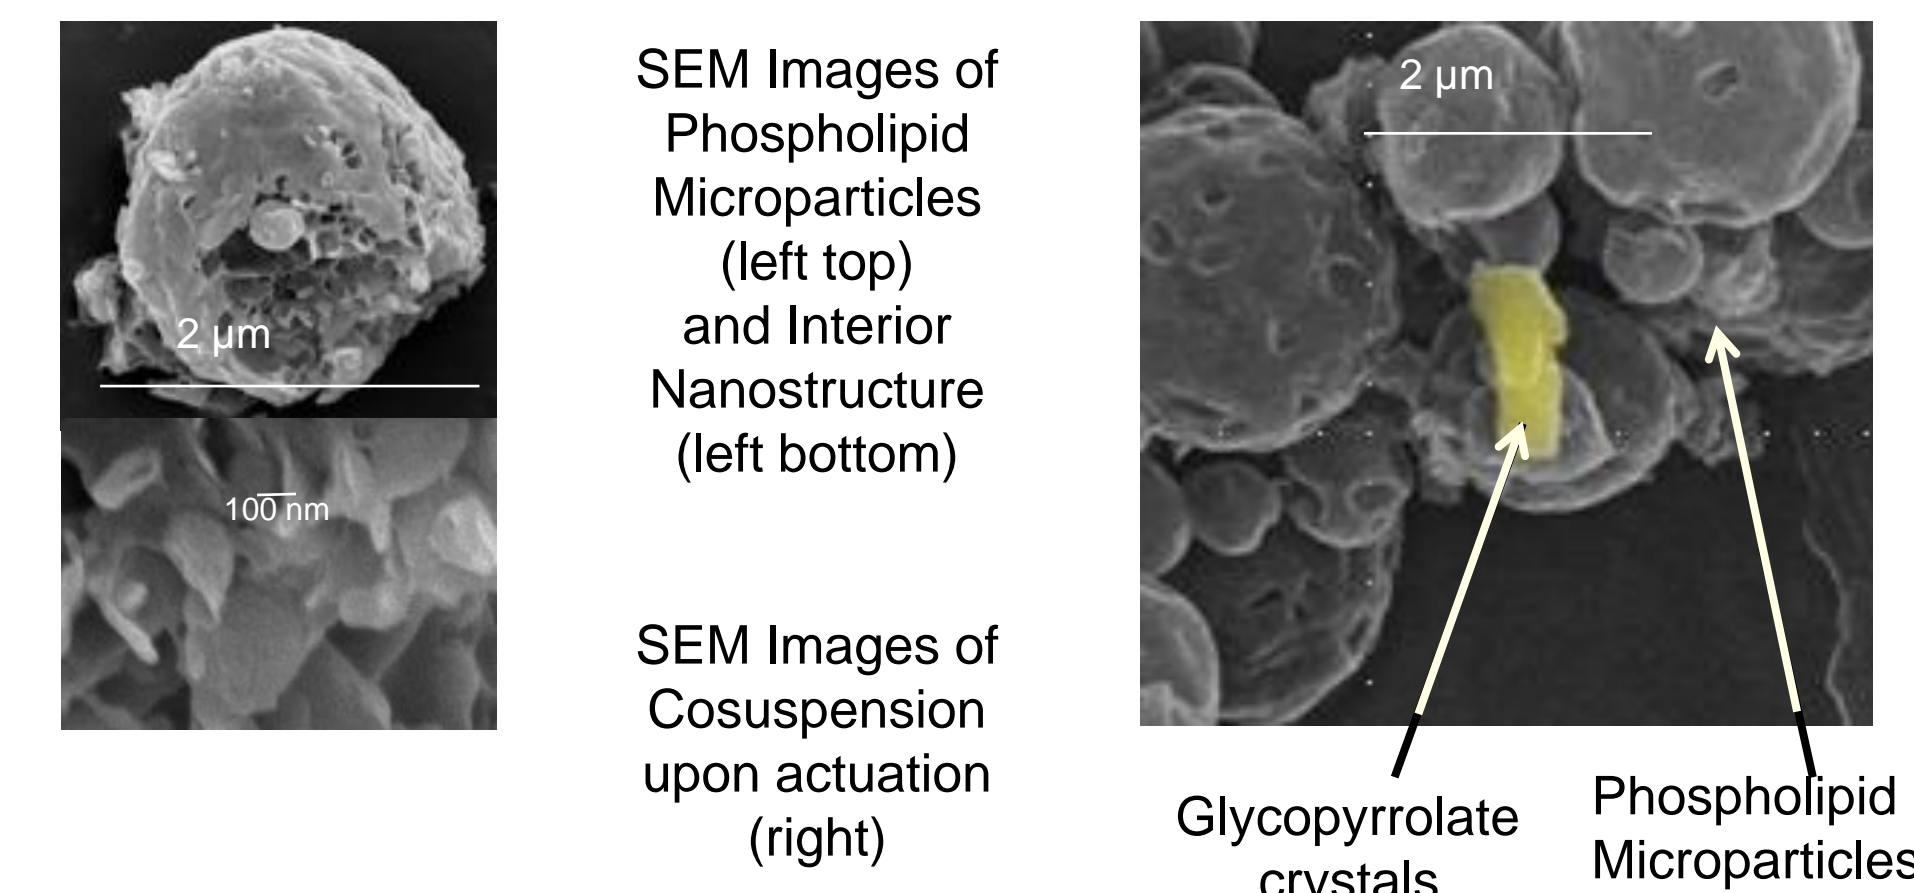 2 µm
100 nm
SEM Images of
Phospholipid
Microparticles
(left top)
and Interior
Nanostructure
(left bottom)
SEM Images of
Cosuspension
upon actuation
(right)
2 µm
Glycopyrrolate
crystals
Phospholipid
Microparticles